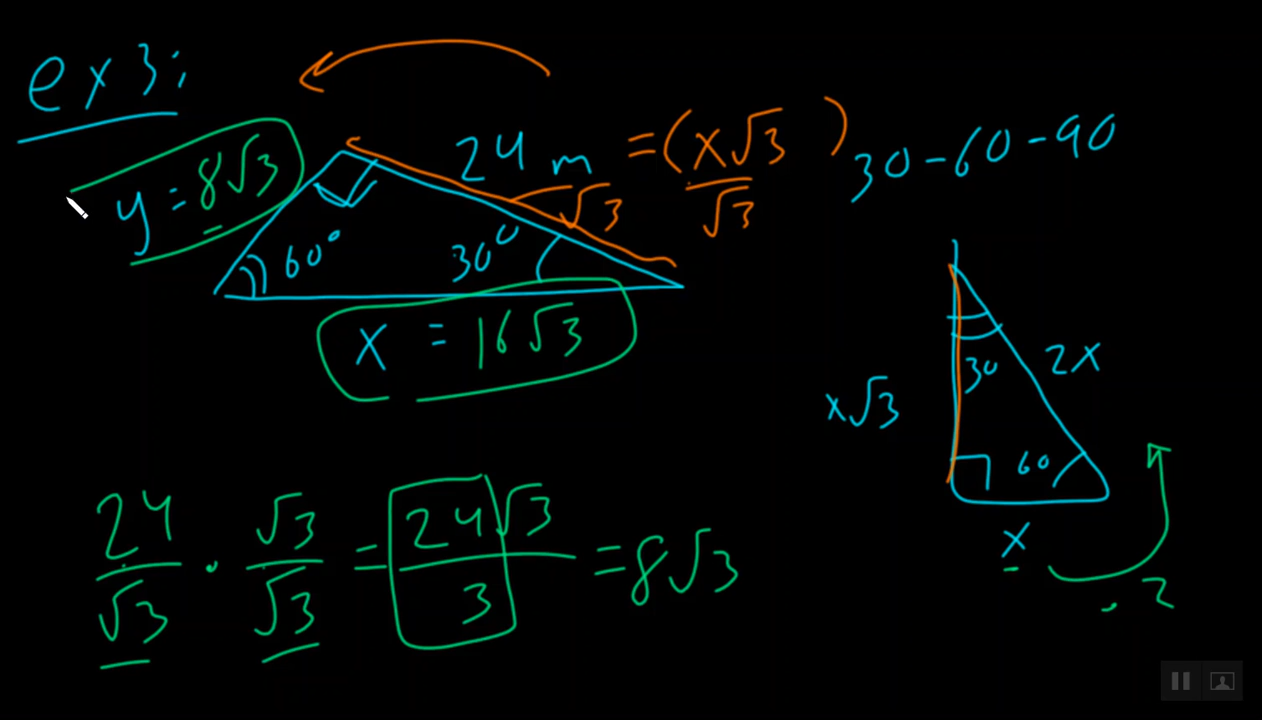 ex3:
24 m = (x√3)
√3 √3
30-60-90
y = 8√3
60° 30°
x = 16√3
30 2x
x√3
60
x
· 2
24/√3 · √3/√3 = 24√3/3 = 8√3